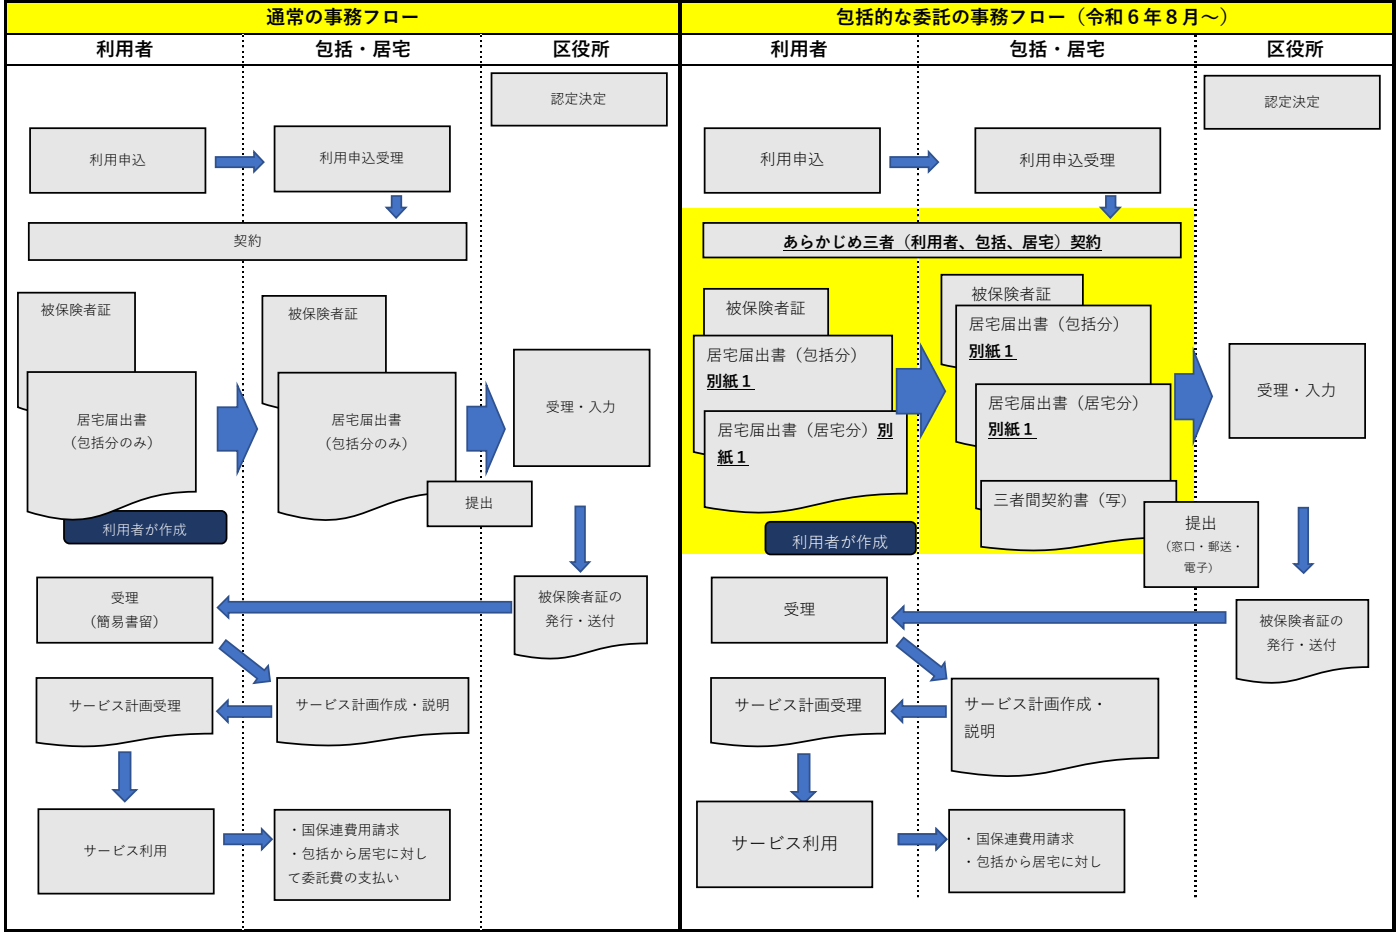 通常の事務フロー
利用者
包括・居宅
区役所
認定決定
利用申込
利用申込受理
契約
被保険者証
居宅届出書
（包括分のみ）
利用者が作成
被保険者証
居宅届出書
（包括分のみ）
提出
受理・入力
被保険者証の
発行・送付
受理
（簡易書留）
サービス計画作成・説明
サービス計画受理
サービス利用
・国保連費用請求
・包括から居宅に対し
て委託費の支払い
包括的な委託の事務フロー（令和６年８月～）
利用者
包括・居宅
区役所
認定決定
利用申込
利用申込受理
あらかじめ三者（利用者、包括、居宅）契約
被保険者証
居宅届出書（包括分）
別紙１
居宅届出書（居宅分）別
紙１
利用者が作成
被保険者証
居宅届出書（包括分）
別紙１
居宅届出書（居宅分）
別紙１
三者間契約書（写）
提出
（窓口・郵送・
電子）
受理・入力
被保険者証の
発行・送付
受理
サービス計画作成・
説明
サービス計画受理
サービス利用
・国保連費用請求
・包括から居宅に対し